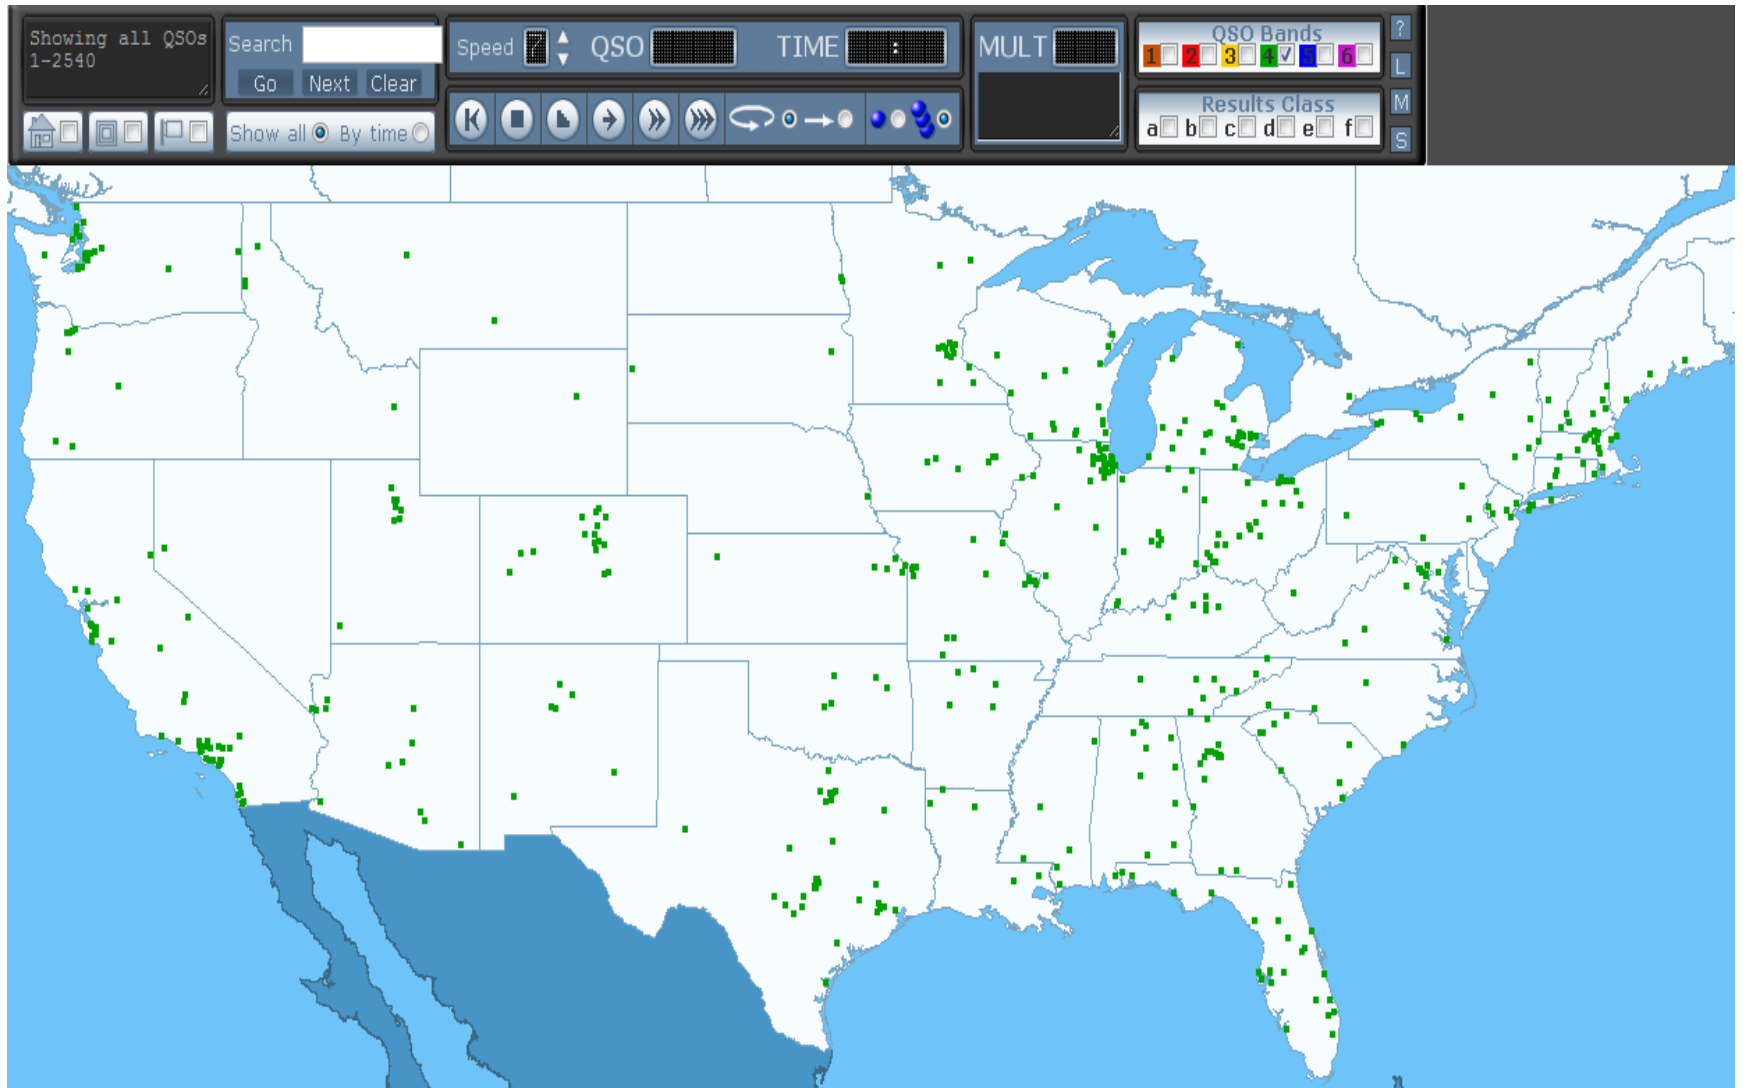 Showing all QSOs
1-2540
Search
Go Next Clear
Show all By time
Speed 7 QSO TIME :
MULT
QSO Bands
1 2 3 4 5 6
Results Class
a b c d e f
?
L
M
S